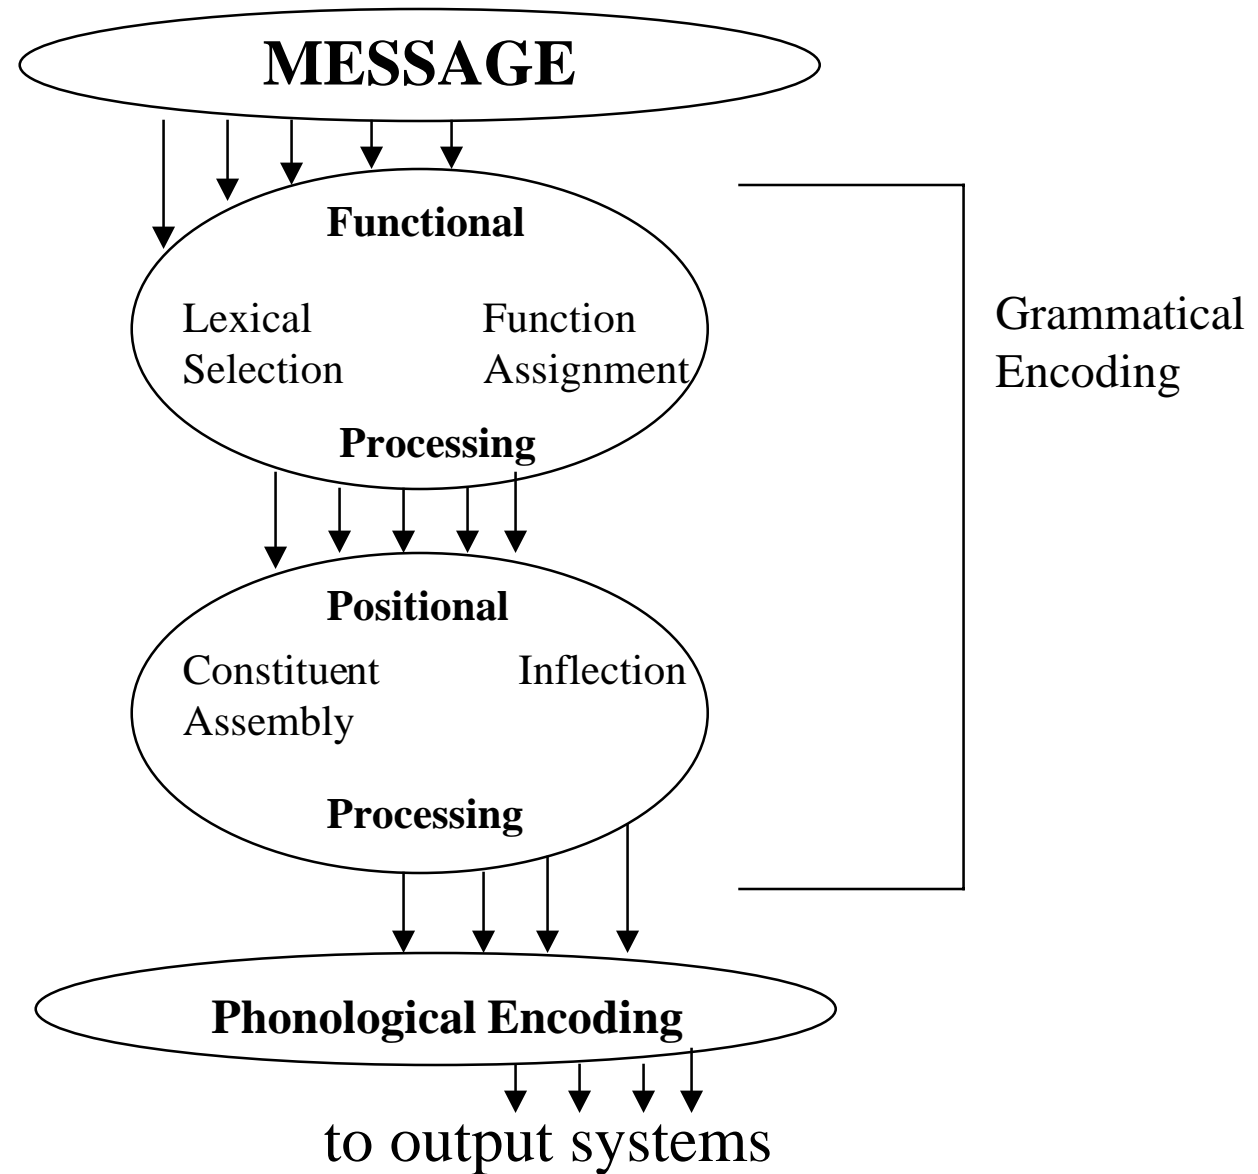 MESSAGE
Functional
Lexical
Selection
Function
Assignment
Processing
Grammatical
Encoding
Positional
Constituent
Assembly
Inflection
Processing
Phonological Encoding
to output systems